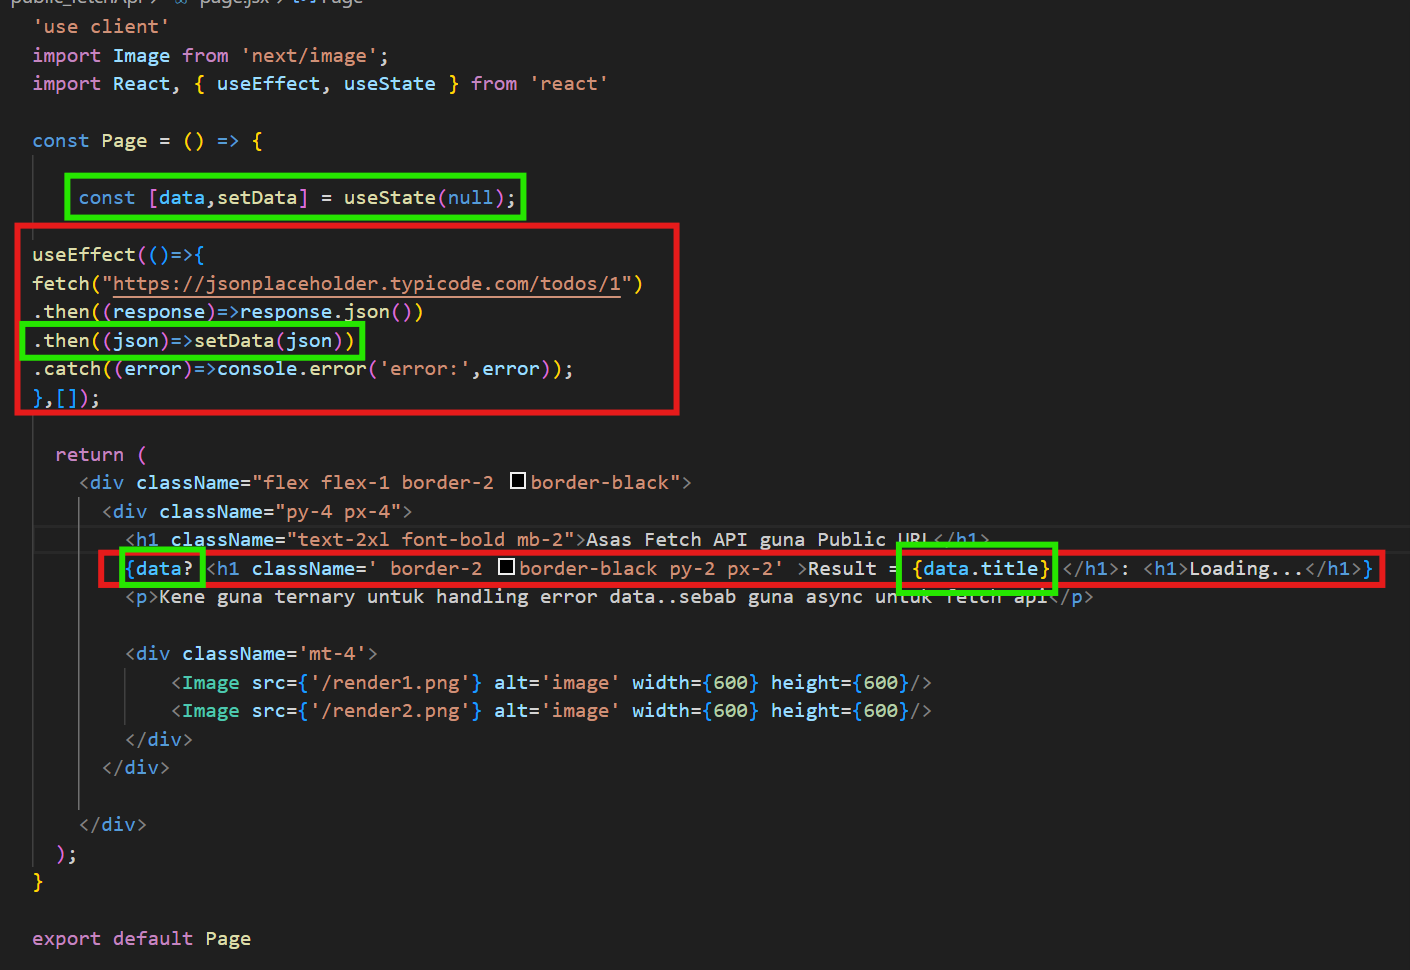 public_fetchApi > page.jsx > Page
'use client'
import Image from 'next/image';
import React, { useEffect, useState } from 'react'
const Page = () => {
const [data,setData] = useState(null);
useEffect(()=>{
fetch("https://jsonplaceholder.typicode.com/todos/1")
.then((response)=>response.json())
.then((json)=>setData(json))
.catch((error)=>console.error('error:',error));
},[]);
return (
<div className="flex flex-1 border-2 border-black">
<div className="py-4 px-4">
<h1 className="text-2xl font-bold mb-2">Asas Fetch API guna Public URL</h1>
{data? <h1 className=' border-2 border-black py-2 px-2' >Result = {data.title} </h1>: <h1>Loading...</h1>}
<p>Kene guna ternary untuk handling error data..sebab guna async untuk fetch api</p>
<div className='mt-4'>
<Image src={'/render1.png'} alt='image' width={600} height={600}/>
<Image src={'/render2.png'} alt='image' width={600} height={600}/>
</div>
</div>
</div>
);
}
export default Page